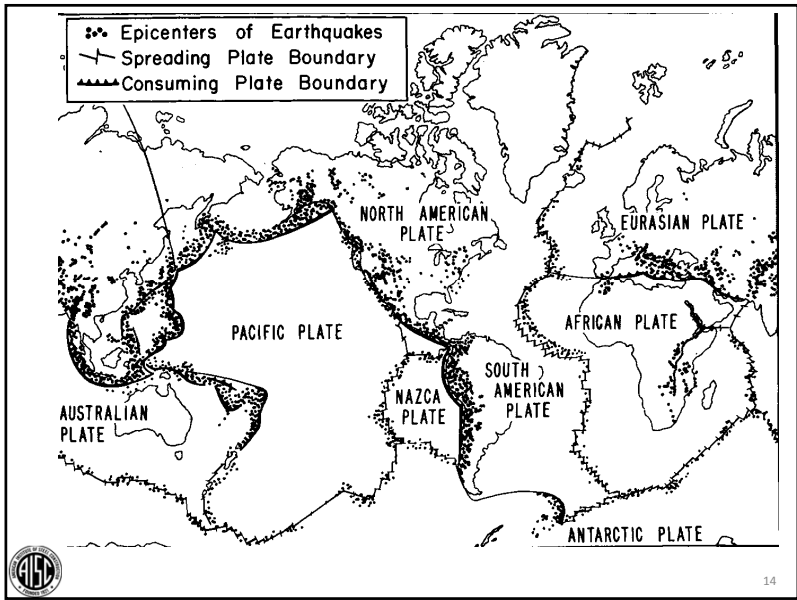 Epicenters of Earthquakes
Spreading Plate Boundary
Consuming Plate Boundary
NORTH AMERICAN
PLATE
EURASIAN PLATE
PACIFIC PLATE
AFRICAN PLATE
SOUTH
AMERICAN
PLATE
NAZCA
PLATE
AUSTRALIAN
PLATE
ANTARCTIC PLATE
AISC
14